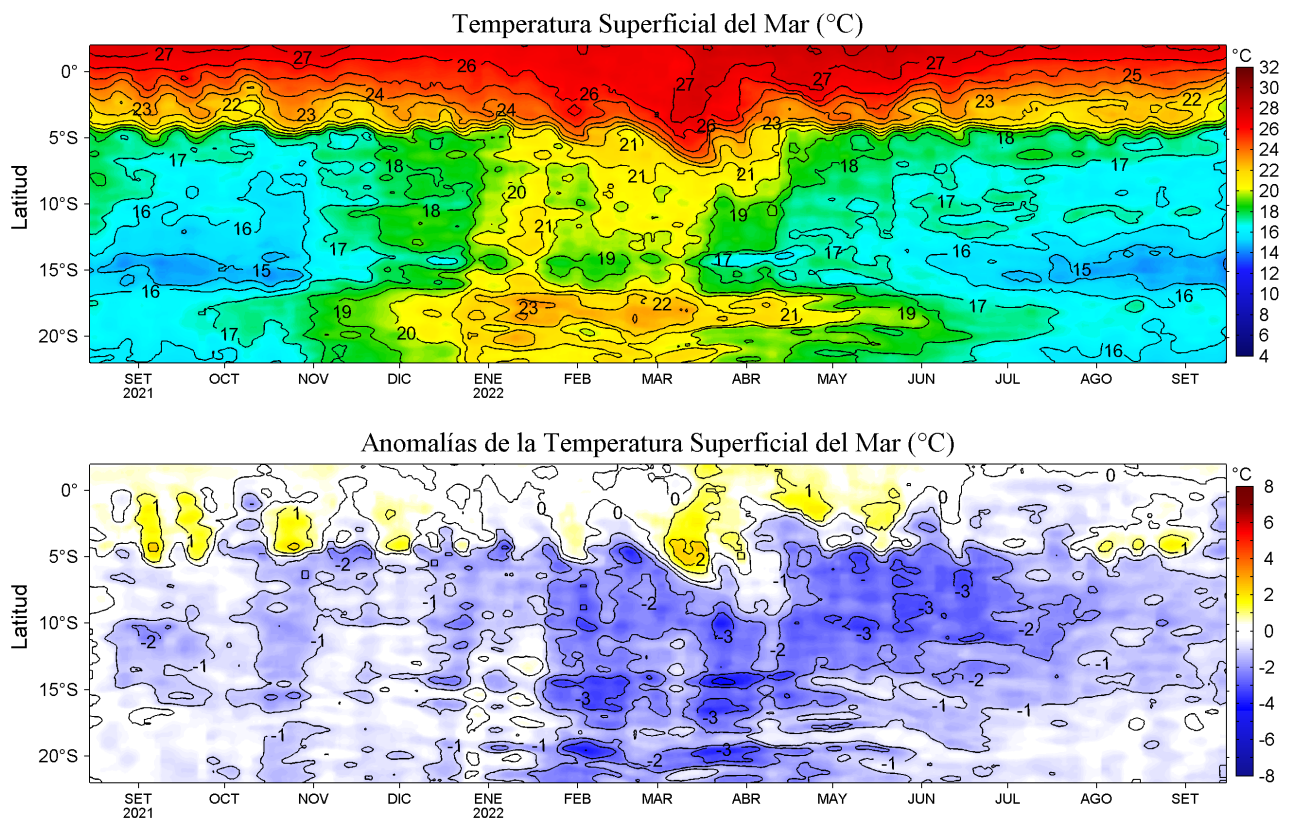 Temperatura Superficial del Mar (°C)
27 27 26 27 27 27 25
23 22 23 24 24 26 26 23 23 22
17 18 21 21 21 18 18 17
16 16 17 18 20 21 19 17 16
15 19 17 15
16 17 19 20 23 22 21 19 17 16 16
0°
5°S
10°S
15°S
20°S
Latitud
SET OCT NOV DIC ENE FEB MAR ABR MAY JUN JUL AGO SET
2021 2022
°C
32
30
28
26
24
22
20
18
16
14
12
10
8
6
4
Anomalías de la Temperatura Superficial del Mar (°C)
1 1 1 0 0 0 1 0 0 1
-2 -1 -2 2 -1 -3
-2 -1 -1 -3 -2 -3 -2 -1
-3 -3 -2 -1 -1
-1 -1 -1 -2 -3 -1
0°
5°S
10°S
15°S
20°S
Latitud
SET OCT NOV DIC ENE FEB MAR ABR MAY JUN JUL AGO SET
2021 2022
°C
8
6
4
2
0
-2
-4
-6
-8